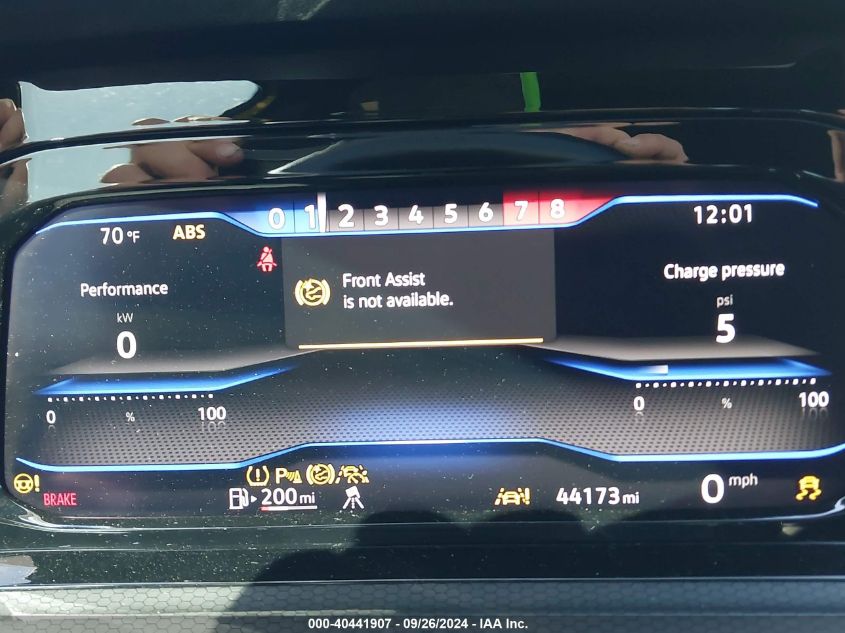 0 1 2 3 4 5 6 7 8
12:01
70 °F
ABS
Performance
Front Assist
is not available.
Charge pressure
kW
0
psi
5
0 % 100
0 % 100
BRAKE
P
200 mi
44173 mi
0 mph
000-40441907 - 09/26/2024 - IAA Inc.